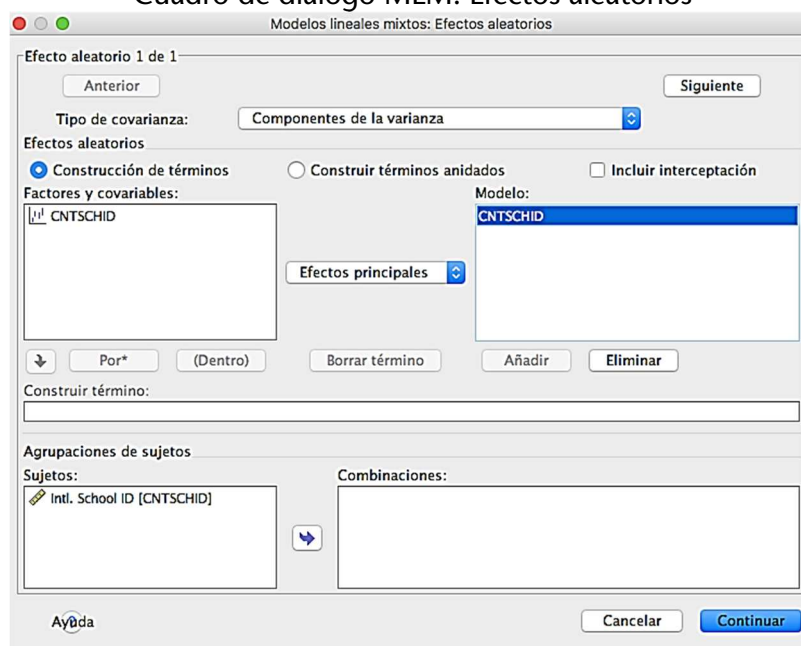 Cuadro de diálogo MLM: Efectos aleatorios
Modelos lineales mixtos: Efectos aleatorios
Efecto aleatorio 1 de 1
Anterior
Siguiente
Tipo de covarianza: Componentes de la varianza
Efectos aleatorios
Construcción de términos Construir términos anidados Incluir interceptación
Factores y covariables: Modelo:
CNTSCHID CNTSCHID
Efectos principales
Por* (Dentro) Borrar término Añadir Eliminar
Construir término:
Agrupaciones de sujetos
Sujetos: Combinaciones:
Intl. School ID [CNTSCHID]
Ayuda Cancelar Continuar